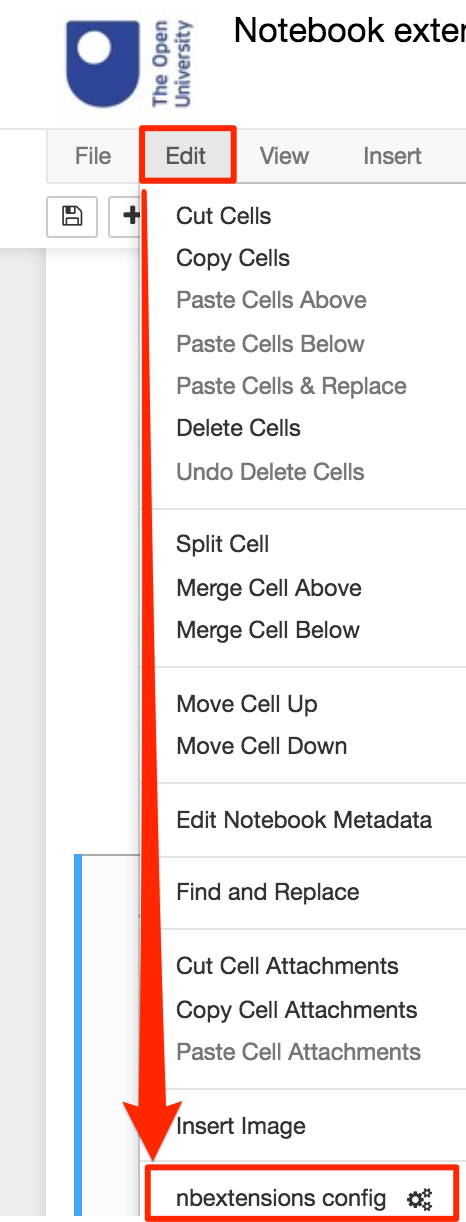 The Open
University
Notebook exter
File Edit View Insert
Cut Cells
Copy Cells
Paste Cells Above
Paste Cells Below
Paste Cells & Replace
Delete Cells
Undo Delete Cells
Split Cell
Merge Cell Above
Merge Cell Below
Move Cell Up
Move Cell Down
Edit Notebook Metadata
Find and Replace
Cut Cell Attachments
Copy Cell Attachments
Paste Cell Attachments
Insert Image
nbextensions config